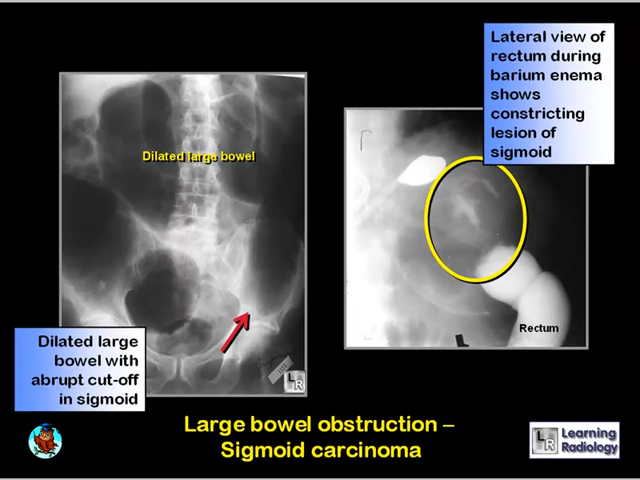 Lateral view of
rectum during
barium enema
shows
constricting
lesion of
sigmoid
Dilated large bowel
Rectum
Dilated large
bowel with
abrupt cut-off
in sigmoid
L
R
Large bowel obstruction –
Sigmoid carcinoma
L
R
Learning
Radiology